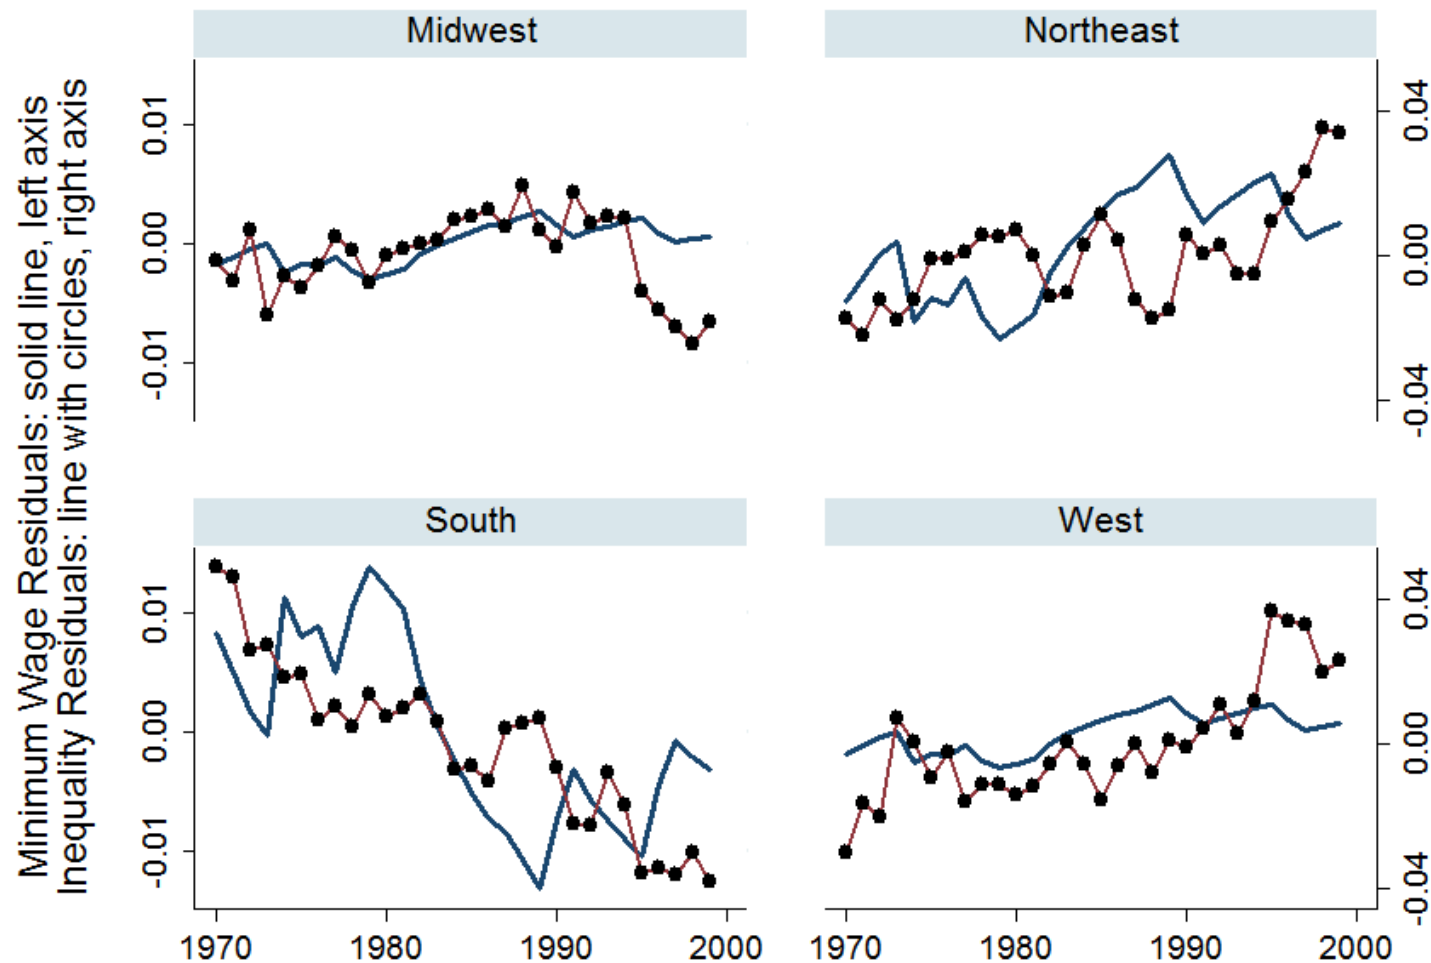 Minimum Wage Residuals: solid line, left axis
Inequality Residuals: line with circles, right axis
Midwest
Northeast
0.01
0.00
-0.01
0.04
0.00
-0.04
South
West
0.01
0.00
-0.01
0.04
0.00
-0.04
1970 1980 1990 2000
1970 1980 1990 2000